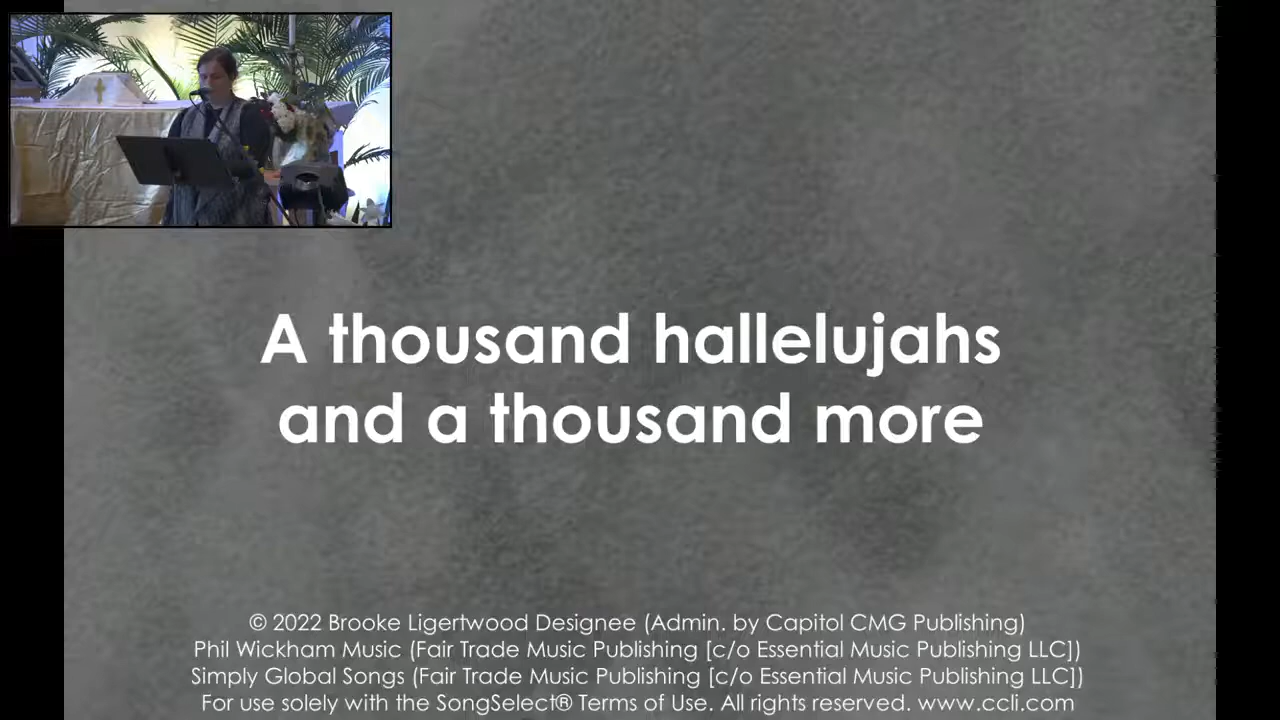 A thousand hallelujahs
and a thousand more
© 2022 Brooke Ligertwood Designee (Admin. by Capitol CMG Publishing)
Phil Wickham Music (Fair Trade Music Publishing [c/o Essential Music Publishing LLC])
Simply Global Songs (Fair Trade Music Publishing [c/o Essential Music Publishing LLC])
For use solely with the SongSelect® Terms of Use. All rights reserved. www.ccli.com